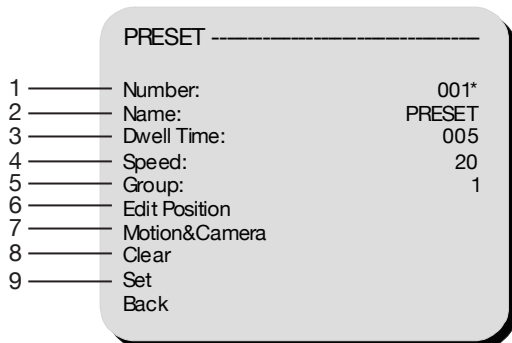 PRESET ------------------------------
1 Number: 001*
2 Name: PRESET
3 Dwell Time: 005
4 Speed: 20
5 Group: 1
6 Edit Position
7 Motion&Camera
8 Clear
9 Set
Back